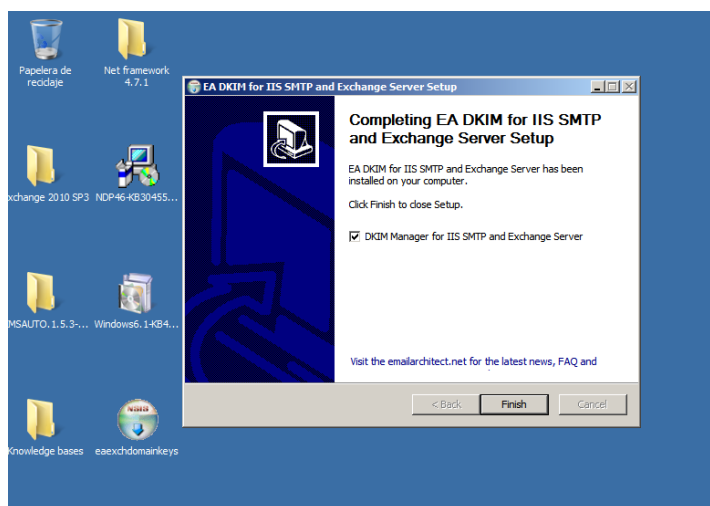 Papelera de
reciclaje
Net framework
4.7.1
xchange 2010 SP3
NDP46-KB30455...
MSAUTO.1.5.3-...
Windows6.1-KB4...
Knowledge bases
NSIS
eaexchdomainkeys
EA DKIM for IIS SMTP and Exchange Server Setup
Completing EA DKIM for IIS SMTP
and Exchange Server Setup
EA DKIM for IIS SMTP and Exchange Server has been
installed on your computer.
Click Finish to close Setup.
DKIM Manager for IIS SMTP and Exchange Server
Visit the emailarchitect.net for the latest news, FAQ and
< Back
Finish
Cancel